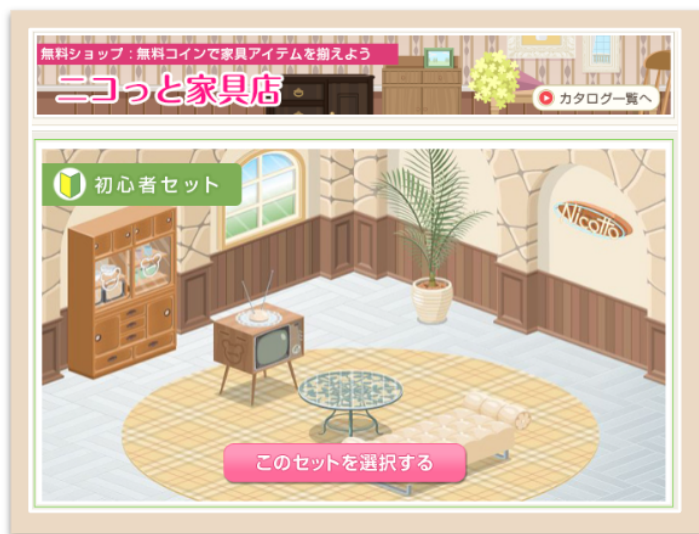 無料ショップ:無料コインで家具アイテムを揃えよう
ニコっと家具店
カタログ一覧へ
初心者セット
Nicotto
このセットを選択する